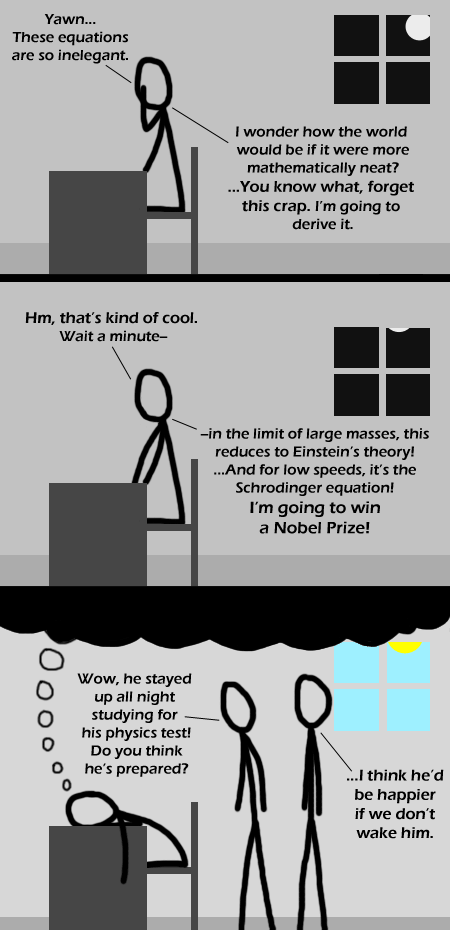 Yawn...
These equations
are so inelegant.
I wonder how the world
would be if it were more
mathematically neat?
...You know what, forget
this crap. I'm going to
derive it.
Hm, that's kind of cool.
Wait a minute–
–in the limit of large masses, this
reduces to Einstein's theory!
...And for low speeds, it's the
Schrodinger equation!
I'm going to win
a Nobel Prize!
Wow, he stayed
up all night
studying for
his physics test!
Do you think
he's prepared?
...I think he'd
be happier
if we don't
wake him.